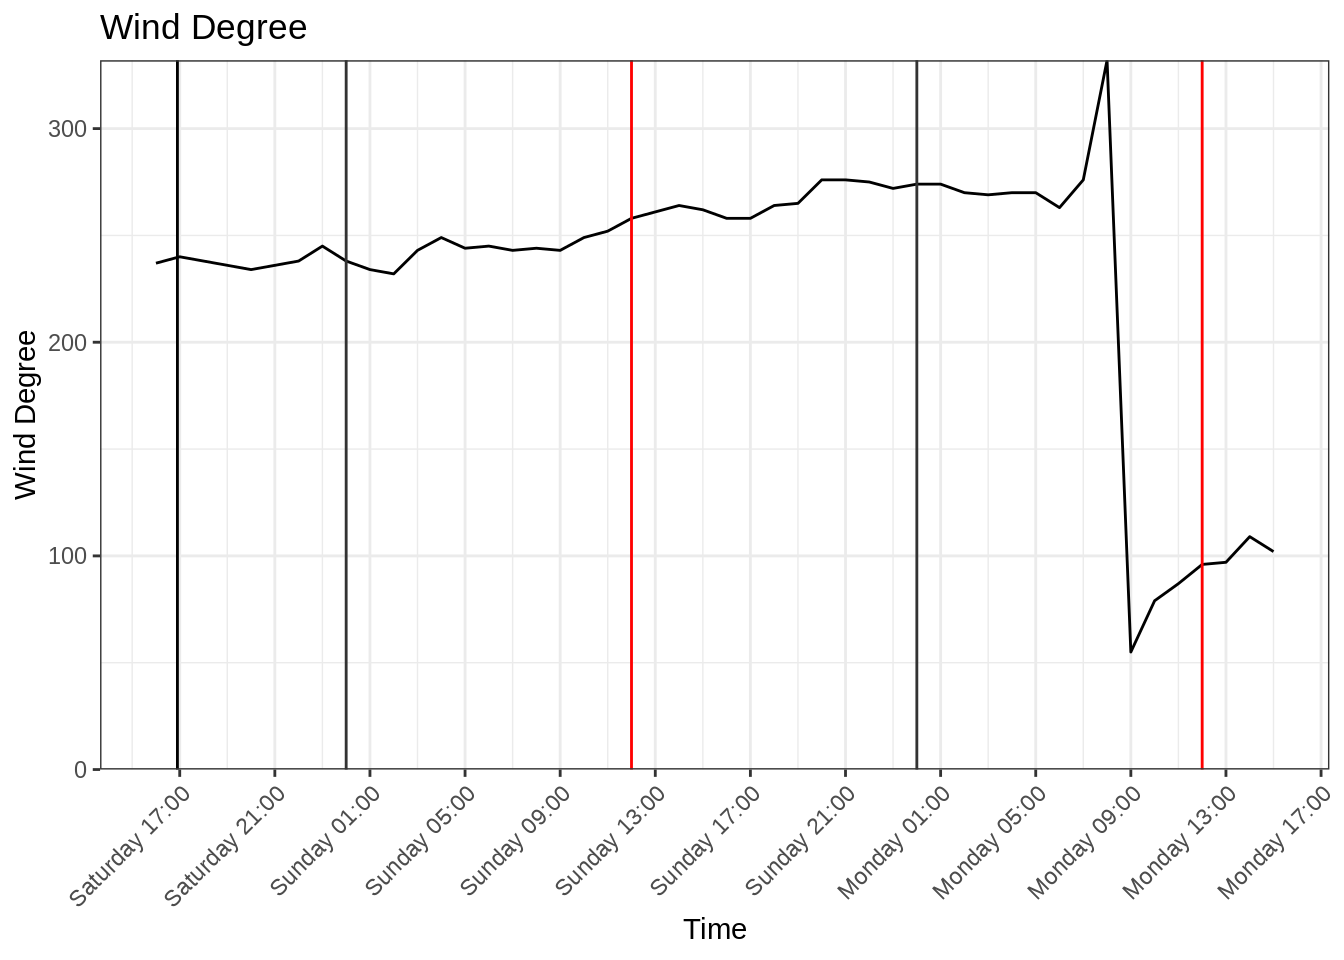 Wind Degree
Wind Degree
300
200
100
0
Saturday 17:00
Saturday 21:00
Sunday 01:00
Sunday 05:00
Sunday 09:00
Sunday 13:00
Sunday 17:00
Sunday 21:00
Monday 01:00
Monday 05:00
Monday 09:00
Monday 13:00
Monday 17:00
Time